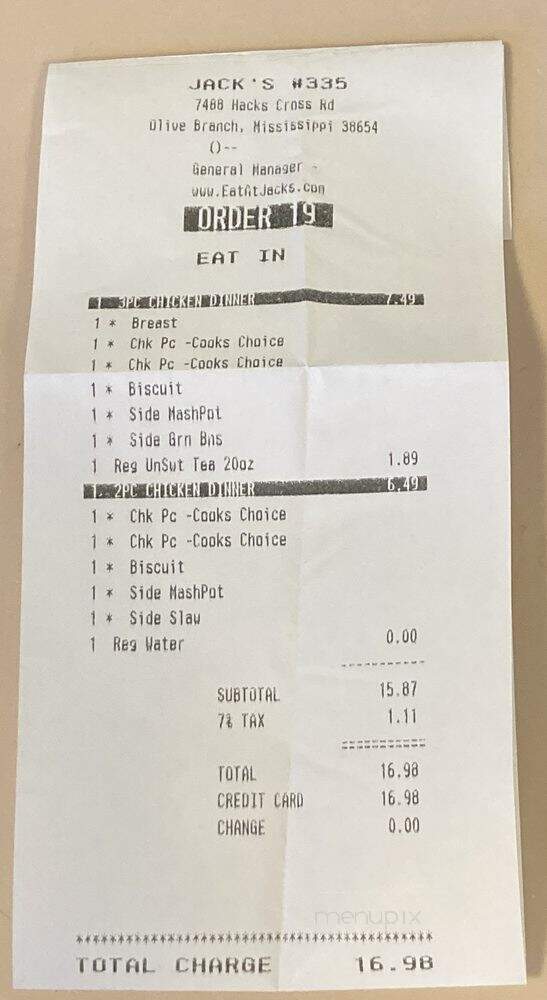 JACK'S #335
7488 Hacks Cross Rd
Olive Branch, Mississippi 38654
()--
General Manager -
www.EatAtJacks.com
ORDER 19
EAT IN
1 3PC CHICKEN DINNER 7.49
1 * Breast
1 * Chk Pc -Cooks Choice
1 * Chk Pc -Cooks Choice
1 * Biscuit
1 * Side MashPot
1 * Side Grn Bns
1 Reg UnSwt Tea 20oz 1.89
1 2PC CHICKEN DINNER 6.49
1 * Chk Pc -Cooks Choice
1 * Chk Pc -Cooks Choice
1 * Biscuit
1 * Side MashPot
1 * Side Slaw
1 Reg Water 0.00
------------
SUBTOTAL 15.87
7% TAX 1.11
============
TOTAL 16.98
CREDIT CARD 16.98
CHANGE 0.00
menupix
****************************************
TOTAL CHARGE 16.98